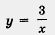 y = 3/x